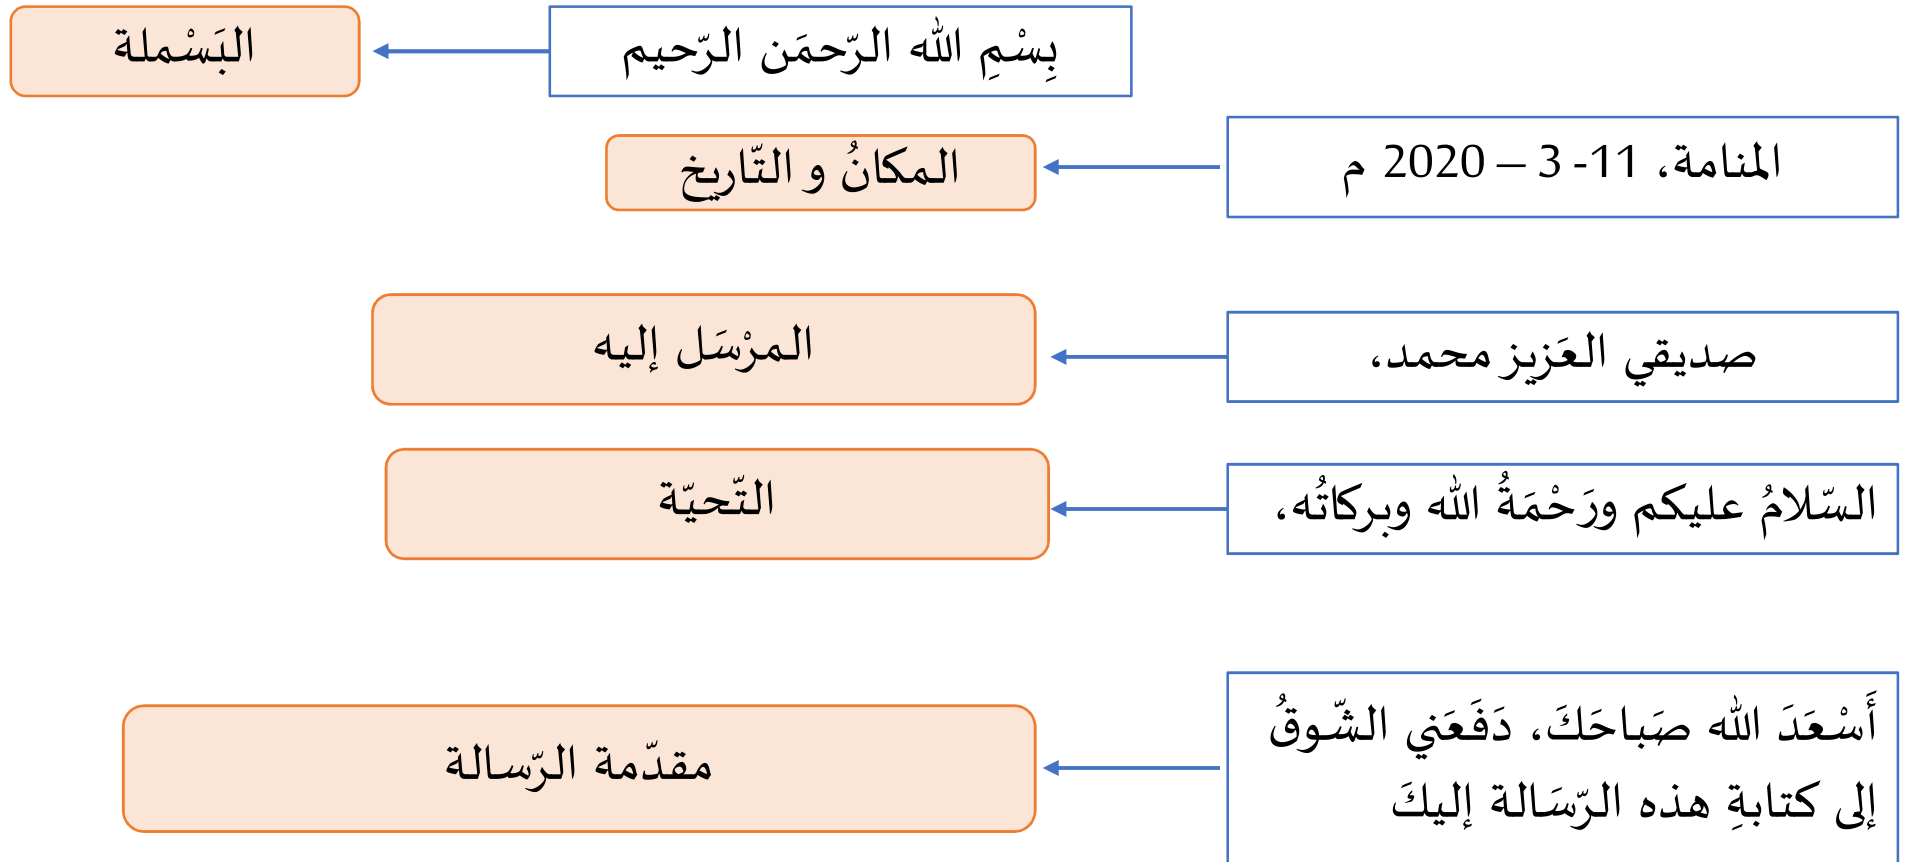 بِسْمِ الله الرّحمَن الرّحيم
البَسْملة
المنامة، 11- 3 – 2020 م
المكانُ و التّاريخ
صديقي العَزيز محمد،
المرْسَل إليه
السّلامُ عليكم ورَحْمَةُ الله وبركاتُه،
التّحيّة
أَسْعَدَ الله صَباحَكَ، دَفَعَني الشّوقُ
إلى كتابةِ هذه الرّسَالة إليكَ
مقدّمة الرّسالة